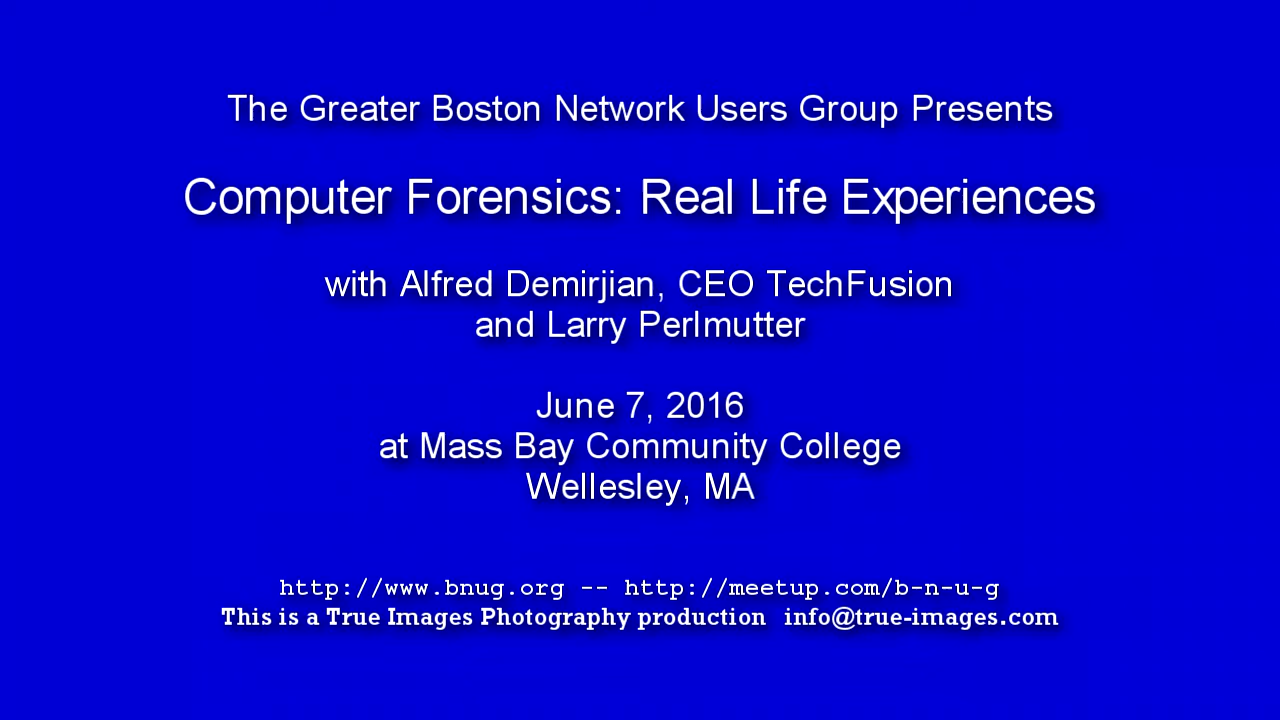 The Greater Boston Network Users Group Presents
Computer Forensics: Real Life Experiences
with Alfred Demirjian, CEO TechFusion
and Larry Perlmutter
June 7, 2016
at Mass Bay Community College
Wellesley, MA
http://www.bnug.org -- http://meetup.com/b-n-u-g
This is a True Images Photography production info@true-images.com